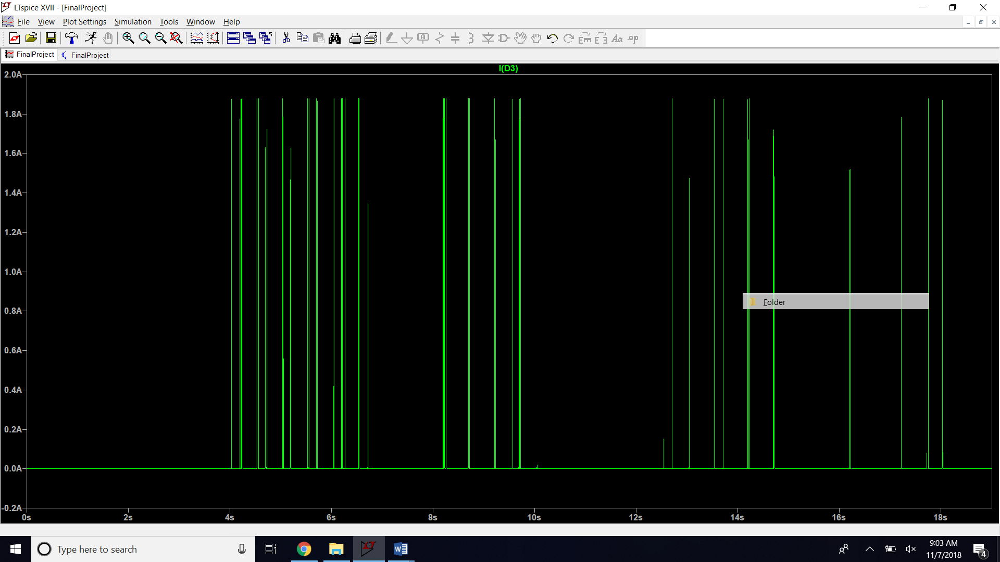 LTspice XVII - [FinalProject]
File View Plot Settings Simulation Tools Window Help
FinalProject FinalProject
I(D3)
2.0A
1.8A
1.6A
1.4A
1.2A
1.0A
0.8A
0.6A
0.4A
0.2A
0.0A
-0.2A
0s 2s 4s 6s 8s 10s 12s 14s 16s 18s
Folder
Type here to search
9:03 AM
11/7/2018
4